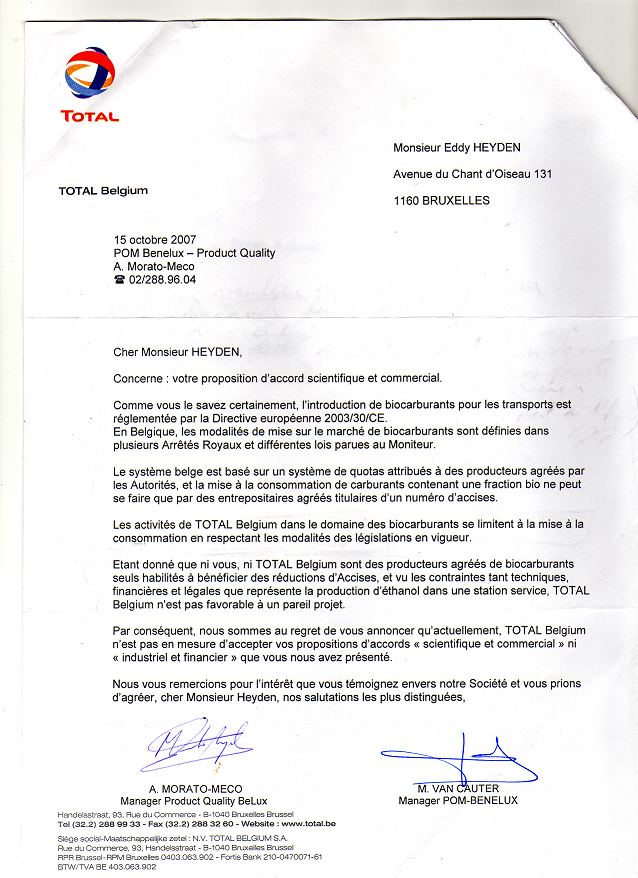 TOTAL
Monsieur Eddy HEYDEN
Avenue du Chant d'Oiseau 131
1160 BRUXELLES
TOTAL Belgium
15 octobre 2007
POM Benelux – Product Quality
A. Morato-Meco
☎ 02/288.96.04
Cher Monsieur HEYDEN,
Concerne : votre proposition d'accord scientifique et commercial.
Comme vous le savez certainement, l'introduction de biocarburants pour les transports est
réglementée par la Directive européenne 2003/30/CE.
En Belgique, les modalités de mise sur le marché de biocarburants sont définies dans
plusieurs Arrêtés Royaux et différentes lois parues au Moniteur.
Le système belge est basé sur un système de quotas attribués à des producteurs agréés par
les Autorités, et la mise à la consommation de carburants contenant une fraction bio ne peut
se faire que par des entrepositaires agréés titulaires d'un numéro d'accises.
Les activités de TOTAL Belgium dans le domaine des biocarburants se limitent à la mise à la
consommation en respectant les modalités des législations en vigueur.
Etant donné que ni vous, ni TOTAL Belgium sont des producteurs agréés de biocarburants
seuls habilités à bénéficier des réductions d'Accises, et vu les contraintes tant techniques,
financières et légales que représente la production d'éthanol dans une station service, TOTAL
Belgium n'est pas favorable à un pareil projet.
Par conséquent, nous sommes au regret de vous annoncer qu'actuellement, TOTAL Belgium
n'est pas en mesure d'accepter vos propositions d'accords « scientifique et commercial » ni
« industriel et financier » que vous nous avez présenté.
Nous vous remercions pour l'intérêt que vous témoignez envers notre Société et vous prions
d'agréer, cher Monsieur Heyden, nos salutations les plus distinguées,
A. MORATO-MECO
Manager Product Quality BeLux
M. VAN CAUTER
Manager POM-BENELUX
Handelsstraat, 93, Rue du Commerce - B-1040 Bruxelles Brussel
Tel (32.2) 288 99 33 - Fax (32.2) 288 32 60 - Website : www.total.be
Siège social-Maatschappelijke zetel : N.V. TOTAL BELGIUM S.A.
Rue du Commerce, 93, Handelsstraat - B-1040 Bruxelles Brussel
RPR Brussel-RPM Bruxelles 0403.063.902 - Fortis Bank 210-0470071-61
BTW/TVA BE 403.063.902